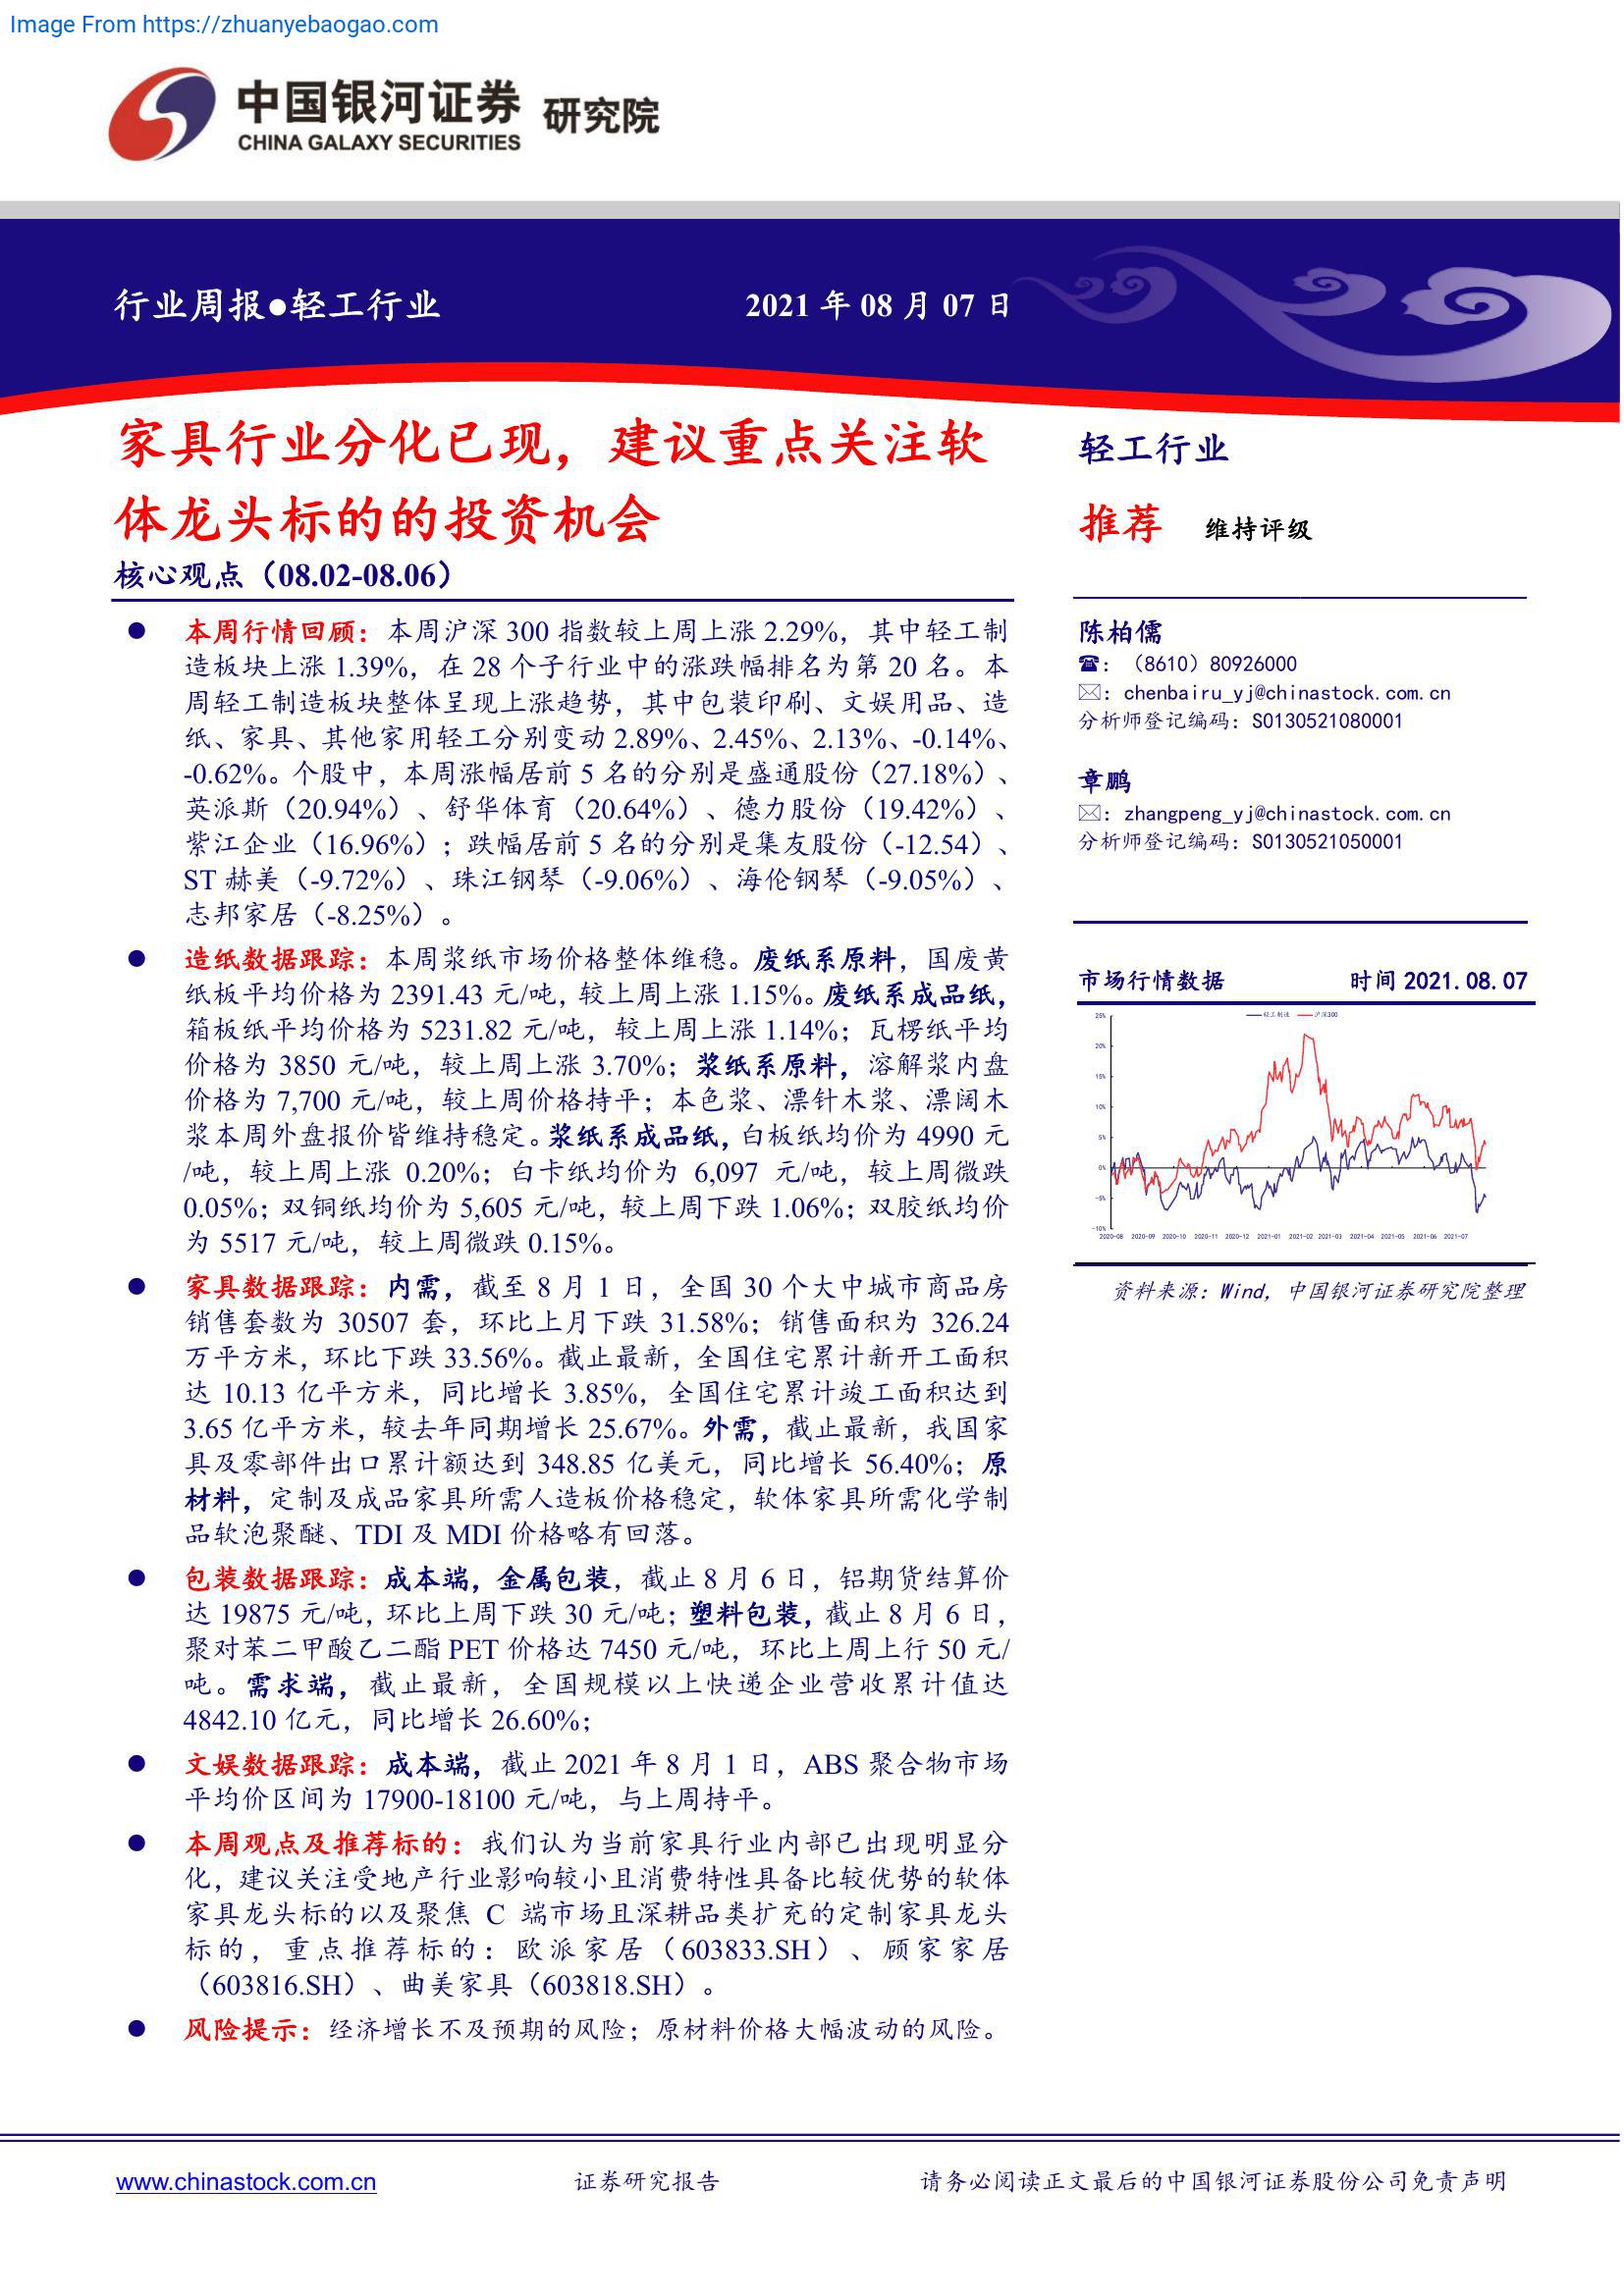 Image From https://zhuanyebaogao.com
中国银河证券 研究院
CHINA GALAXY SECURITIES
行业周报●轻工行业
2021 年 08 月 07 日
家具行业分化已现，建议重点关注软
体龙头标的的投资机会
核心观点（08.02-08.06）
● 本周行情回顾：本周沪深 300 指数较上周上涨 2.29%，其中轻工制
造板块上涨 1.39%，在 28 个子行业中的涨跌幅排名为第 20 名。本
周轻工制造板块整体呈现上涨趋势，其中包装印刷、文娱用品、造
纸、家具、其他家用轻工分别变动 2.89%、2.45%、2.13%、-0.14%、
-0.62%。个股中，本周涨幅居前 5 名的分别是盛通股份（27.18%）、
英派斯（20.94%）、舒华体育（20.64%）、德力股份（19.42%）、
紫江企业（16.96%）；跌幅居前 5 名的分别是集友股份（-12.54）、
ST 赫美（-9.72%）、珠江钢琴（-9.06%）、海伦钢琴（-9.05%）、
志邦家居（-8.25%）。
● 造纸数据跟踪：本周浆纸市场价格整体维稳。废纸系原料，国废黄
纸板平均价格为 2391.43 元/吨，较上周上涨 1.15%。废纸系成品纸，
箱板纸平均价格为 5231.82 元/吨，较上周上涨 1.14%；瓦楞纸平均
价格为 3850 元/吨，较上周上涨 3.70%；浆纸系原料，溶解浆内盘
价格为 7,700 元/吨，较上周价格持平；本色浆、漂针木浆、漂阔木
浆本周外盘报价皆维持稳定。浆纸系成品纸，白板纸均价为 4990 元
/吨，较上周上涨 0.20%；白卡纸均价为 6,097 元/吨，较上周微跌
0.05%；双铜纸均价为 5,605 元/吨，较上周下跌 1.06%；双胶纸均价
为 5517 元/吨，较上周微跌 0.15%。
● 家具数据跟踪：内需，截至 8 月 1 日，全国 30 个大中城市商品房
销售套数为 30507 套，环比上月下跌 31.58%；销售面积为 326.24
万平方米，环比下跌 33.56%。截止最新，全国住宅累计新开工面积
达 10.13 亿平方米，同比增长 3.85%，全国住宅累计竣工面积达到
3.65 亿平方米，较去年同期增长 25.67%。外需，截止最新，我国家
具及零部件出口累计额达到 348.85 亿美元，同比增长 56.40%；原
材料，定制及成品家具所需人造板价格稳定，软体家具所需化学制
品软泡聚醚、TDI 及 MDI 价格略有回落。
● 包装数据跟踪：成本端，金属包装，截止 8 月 6 日，铝期货结算价
达 19875 元/吨，环比上周下跌 30 元/吨；塑料包装，截止 8 月 6 日，
聚对苯二甲酸乙二酯 PET 价格达 7450 元/吨，环比上周上行 50 元/
吨。需求端，截止最新，全国规模以上快递企业营收累计值达
4842.10 亿元，同比增长 26.60%；
● 文娱数据跟踪：成本端，截止 2021 年 8 月 1 日，ABS 聚合物市场
平均价区间为 17900-18100 元/吨，与上周持平。
● 本周观点及推荐标的：我们认为当前家具行业内部已出现明显分
化，建议关注受地产行业影响较小且消费特性具备比较优势的软体
家具龙头标的以及聚焦 C 端市场且深耕品类扩充的定制家具龙头
标的，重点推荐标的：欧派家居（603833.SH）、顾家家居
（603816.SH）、曲美家具（603818.SH）。
● 风险提示：经济增长不及预期的风险；原材料价格大幅波动的风险。
轻工行业
推荐 维持评级
陈柏儒
☎：（8610）80926000
✉：chenbairu_yj@chinastock.com.cn
分析师登记编码：S0130521080001
章鹏
✉：zhangpeng_yj@chinastock.com.cn
分析师登记编码：S0130521050001
市场行情数据 时间 2021.08.07
轻工制造 沪深300
25%
20%
15%
10%
5%
0%
-5%
-10%
2020-08 2020-09 2020-10 2020-11 2020-12 2021-01 2021-02 2021-03 2021-04 2021-05 2021-06 2021-07
资料来源：Wind，中国银河证券研究院整理
www.chinastock.com.cn
证券研究报告
请务必阅读正文最后的中国银河证券股份公司免责声明